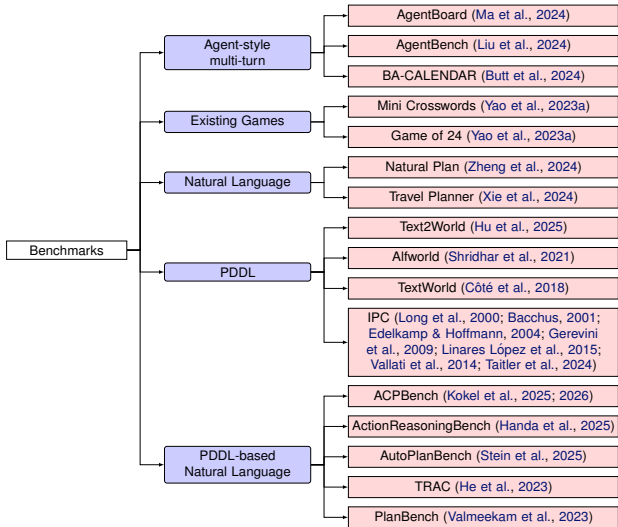 Benchmarks
Agent-style
multi-turn
AgentBoard (Ma et al., 2024)
AgentBench (Liu et al., 2024)
BA-CALENDAR (Butt et al., 2024)
Existing Games
Mini Crosswords (Yao et al., 2023a)
Game of 24 (Yao et al., 2023a)
Natural Language
Natural Plan (Zheng et al., 2024)
Travel Planner (Xie et al., 2024)
PDDL
Text2World (Hu et al., 2025)
Alfworld (Shridhar et al., 2021)
TextWorld (Côté et al., 2018)
IPC (Long et al., 2000; Bacchus, 2001;
Edelkamp & Hoffmann, 2004; Gerevini
et al., 2009; Linares López et al., 2015;
Vallati et al., 2014; Taitler et al., 2024)
PDDL-based
Natural Language
ACPBench (Kokel et al., 2025; 2026)
ActionReasoningBench (Handa et al., 2025)
AutoPlanBench (Stein et al., 2025)
TRAC (He et al., 2023)
PlanBench (Valmeekam et al., 2023)